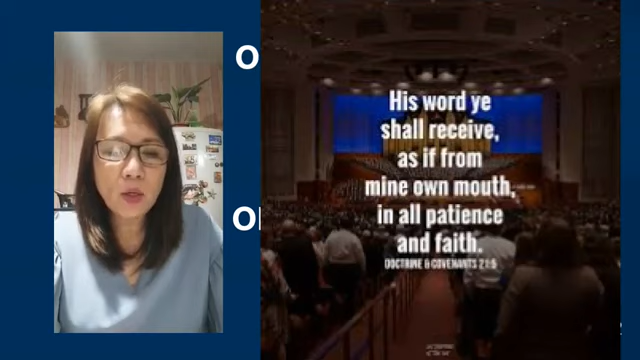 O
His word ye
shall receive,
as if from
mine own mouth,
in all patience
and faith.
DOCTRINE & COVENANTS 21:5